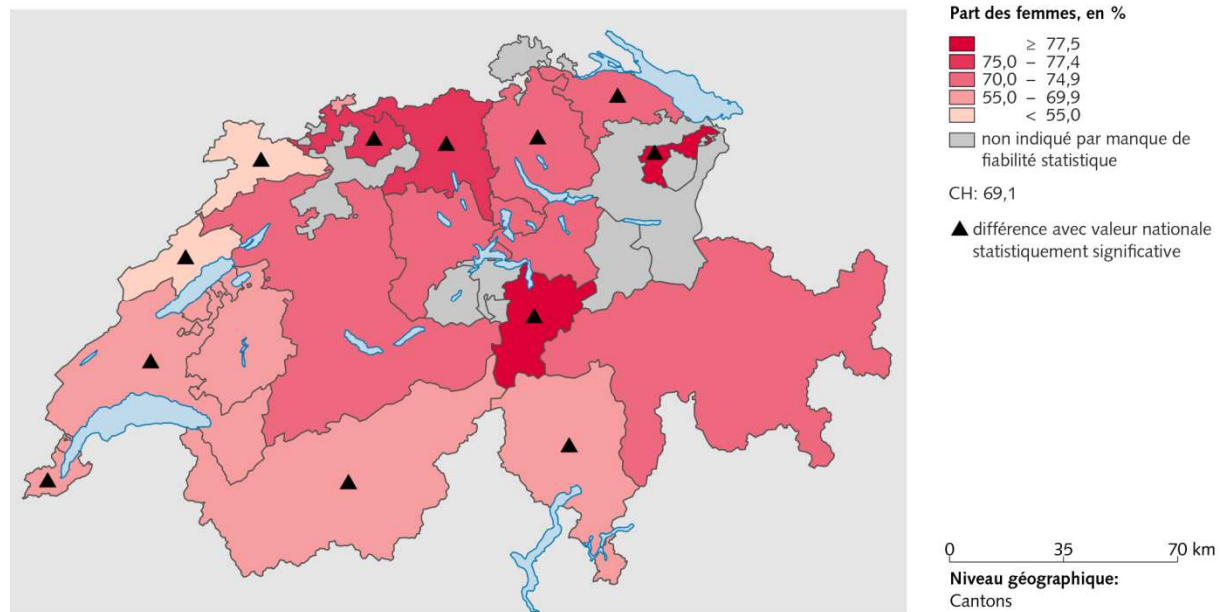 Part des femmes, en %
≥ 77,5
75,0 – 77,4
70,0 – 74,9
55,0 – 69,9
< 55,0
non indiqué par manque de
fiabilité statistique
CH: 69,1
différence avec valeur nationale
statistiquement significative
0 35 70 km
Niveau géographique:
Cantons